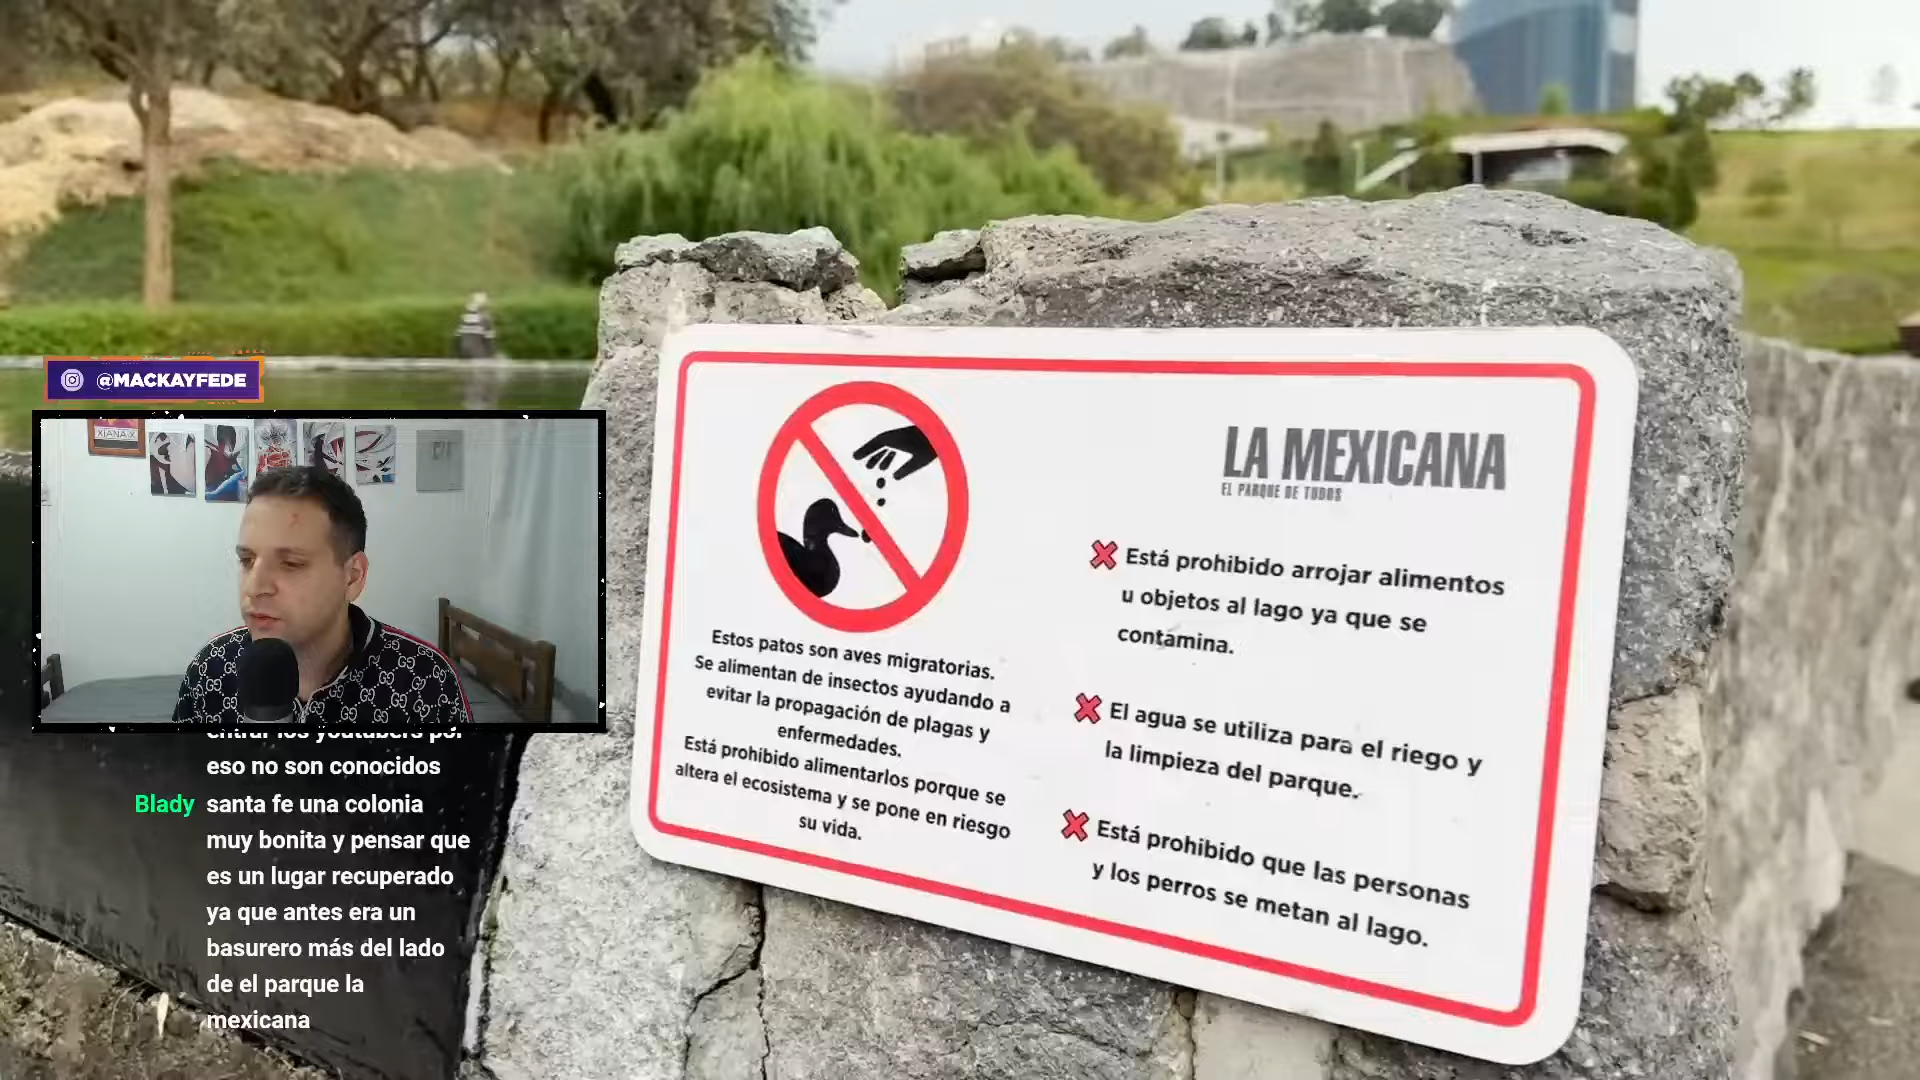 @MACKAYFEDE
XIANA X
entrar los youtubers por
eso no son conocidos
Blady santa fe una colonia
muy bonita y pensar que
es un lugar recuperado
ya que antes era un
basurero más del lado
de el parque la
mexicana
Estos patos son aves migratorias.
Se alimentan de insectos ayudando a
evitar la propagación de plagas y
enfermedades.
Está prohibido alimentarlos porque se
altera el ecosistema y se pone en riesgo
su vida.
LA MEXICANA
EL PARQUE DE TODOS
Está prohibido arrojar alimentos
u objetos al lago ya que se
contamina.
El agua se utiliza para el riego y
la limpieza del parque.
Está prohibido que las personas
y los perros se metan al lago.